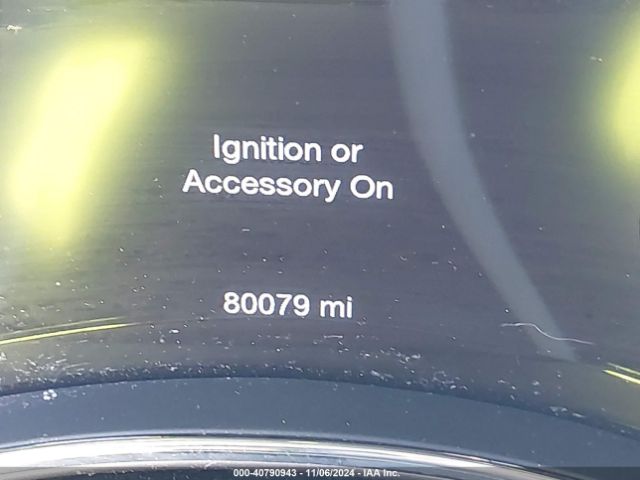 Ignition or
Accessory On
80079 mi
000-40790943 - 11/06/2024 - IAA Inc.